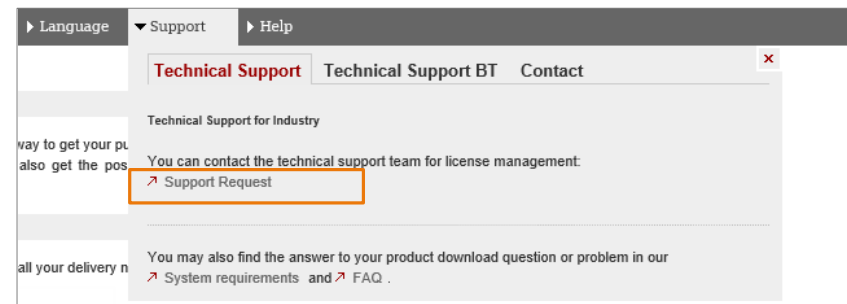 Language Support Help
Technical Support Technical Support BT Contact
Technical Support for Industry
way to get your pu
also get the pos
You can contact the technical support team for license management:
Support Request
You may also find the answer to your product download question or problem in our
all your delivery n
System requirements and FAQ .